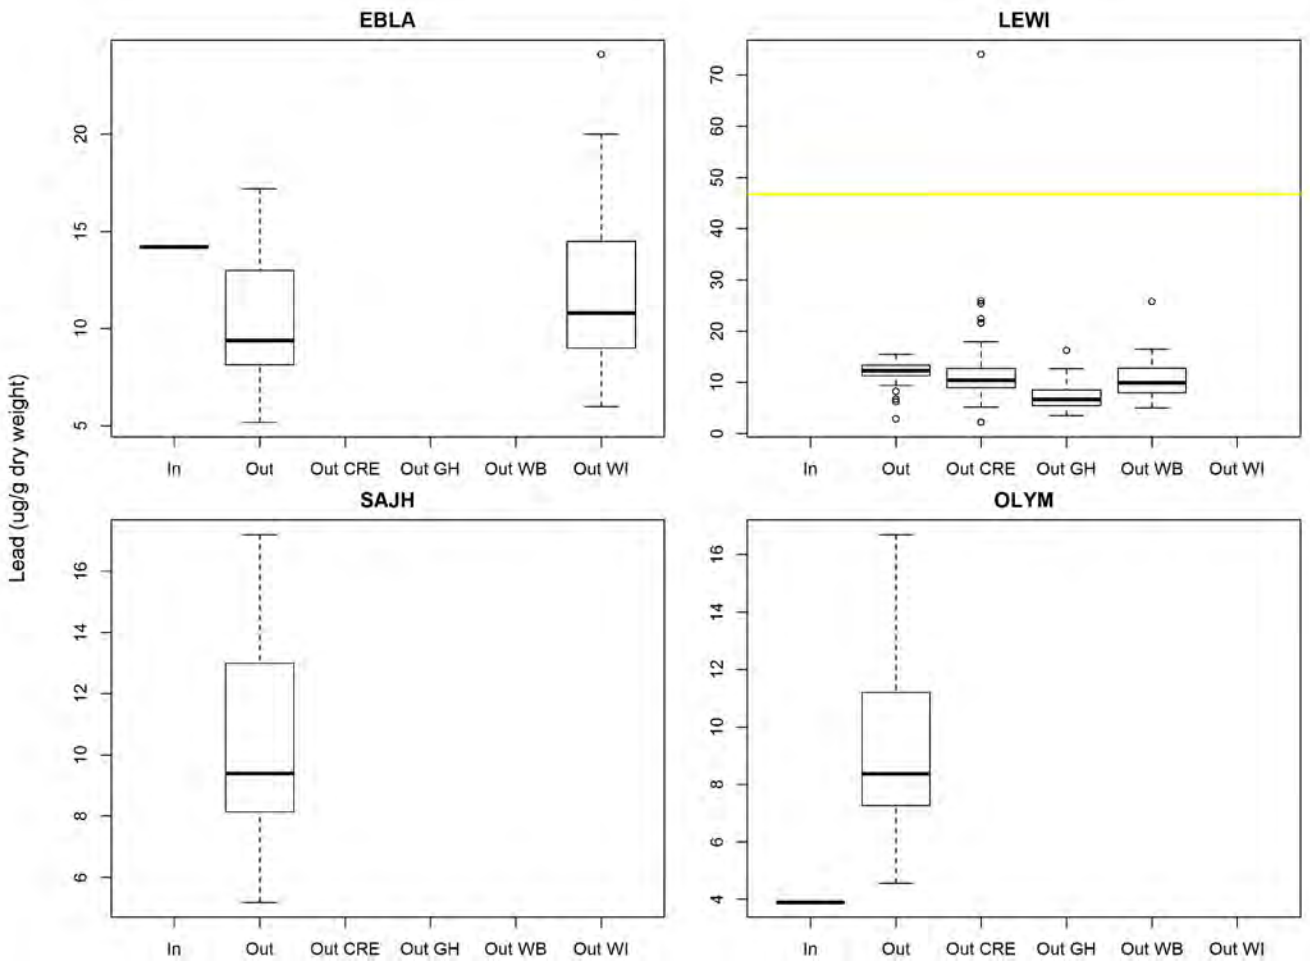 EBLA
LEWI
Lead (ug/g dry weight)
20
15
10
5
In Out Out CRE Out GH Out WB Out WI
70
60
50
40
30
20
10
0
In Out Out CRE Out GH Out WB Out WI
SAJH
OLYM
16
14
12
10
8
6
In Out Out CRE Out GH Out WB Out WI
16
14
12
10
8
6
4
In Out Out CRE Out GH Out WB Out WI